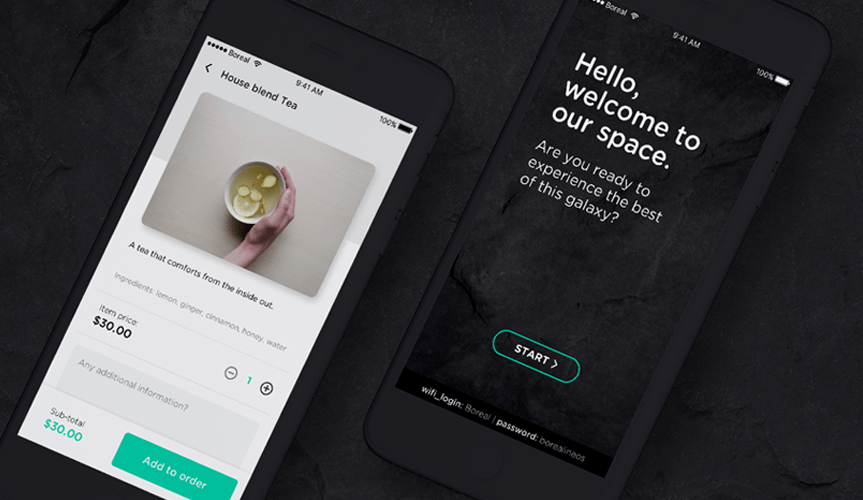 Boreal
9:41 AM
100%
House blend Tea
A tea that comforts from the inside out.
Ingredients: lemon, ginger, cinnamon, honey, water
Item price:
$30.00
1
Any additional information?
Sub-total
$30.00
Add to order
Boreal
9:41 AM
100%
Hello,
welcome to
our space.
Are you ready to
experience the best
of this galaxy?
START >
wifi_login: Boreal | password: borealineos